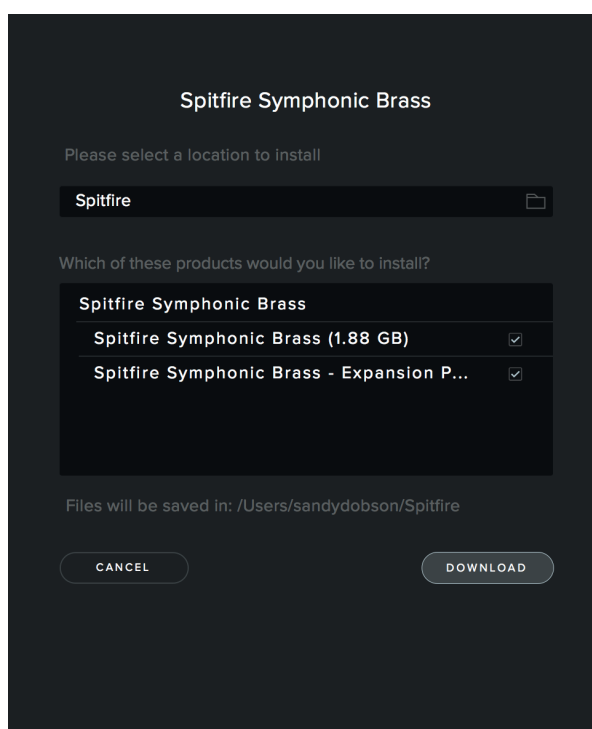 Spitfire Symphonic Brass
Please select a location to install
Spitfire
Which of these products would you like to install?
Spitfire Symphonic Brass
Spitfire Symphonic Brass (1.88 GB)
Spitfire Symphonic Brass - Expansion P...
Files will be saved in: /Users/sandydobson/Spitfire
CANCEL
DOWNLOAD